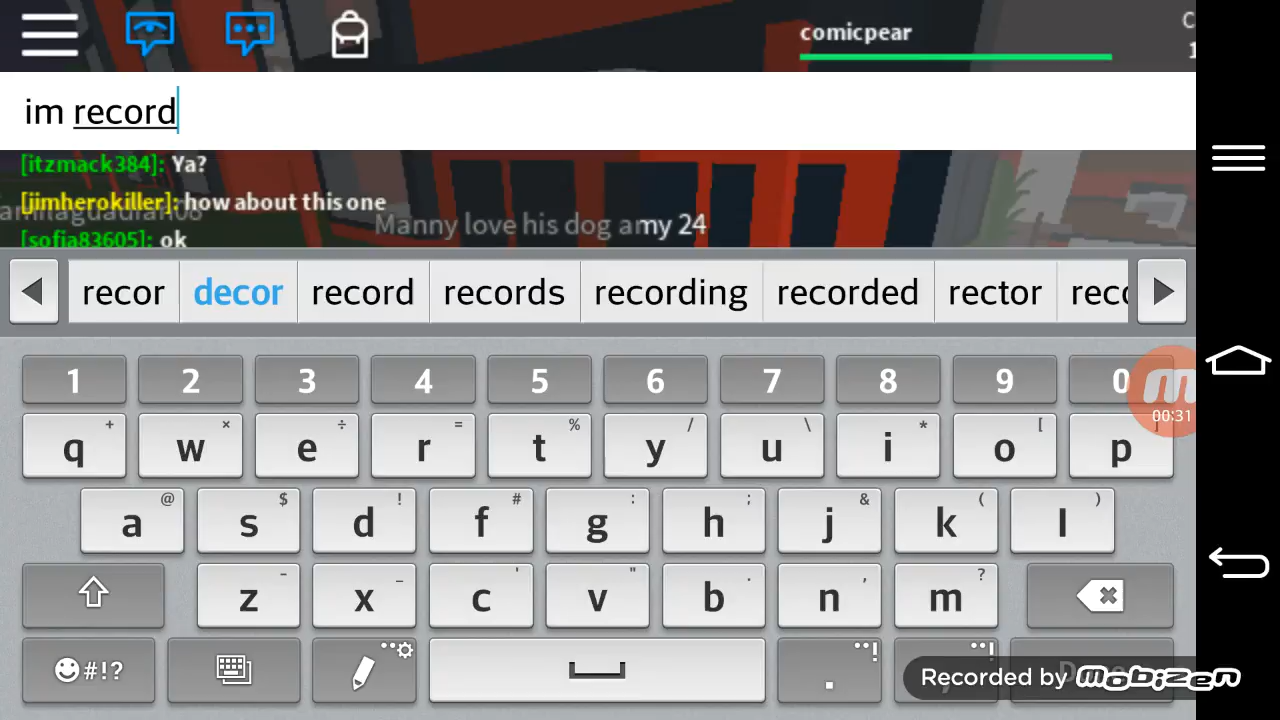 comicpear
C
1
im record
[itzmack384]: Ya?
[jimherokiller]: how about this one
Manny love his dog amy 24
[sofia83605]: ok
recor decor record records recording recorded rector reco
1 2 3 4 5 6 7 8 9 0
00:31
+ × ÷ = % / \ * [ ]
q w e r t y u i o p
@ $ ! # : ; & ( )
a s d f g h j k l
- _ ' " . , ?
z x c v b n m
#!? . ,
Recorded by mobizen